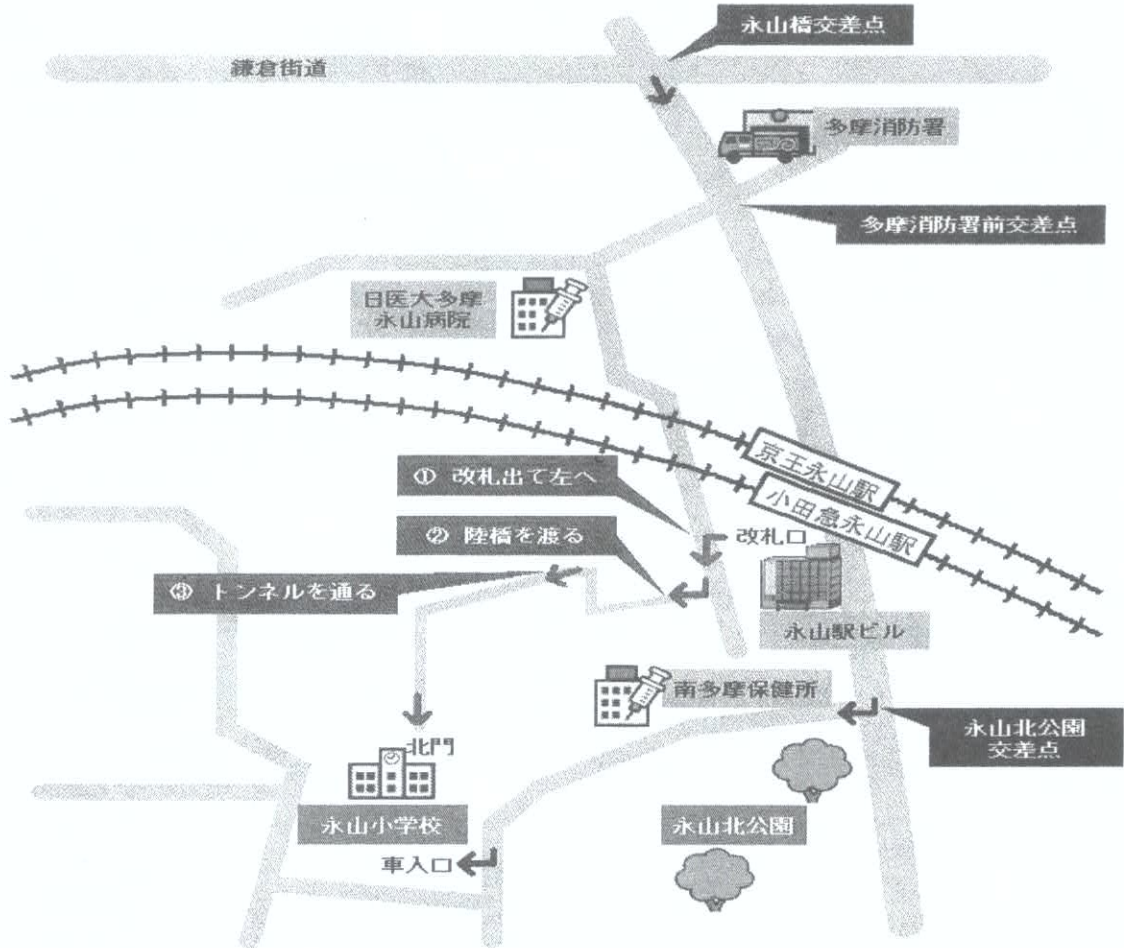 永山橋交差点
鎌倉街道
多摩消防署
多摩消防署前交差点
日医大多摩
永山病院
京王永山駅
小田急永山駅
① 改札出て左へ
改札口
② 陸橋を渡る
③ トンネルを通る
永山駅ビル
南多摩保健所
永山北公園
交差点
北門
永山小学校
永山北公園
車入口